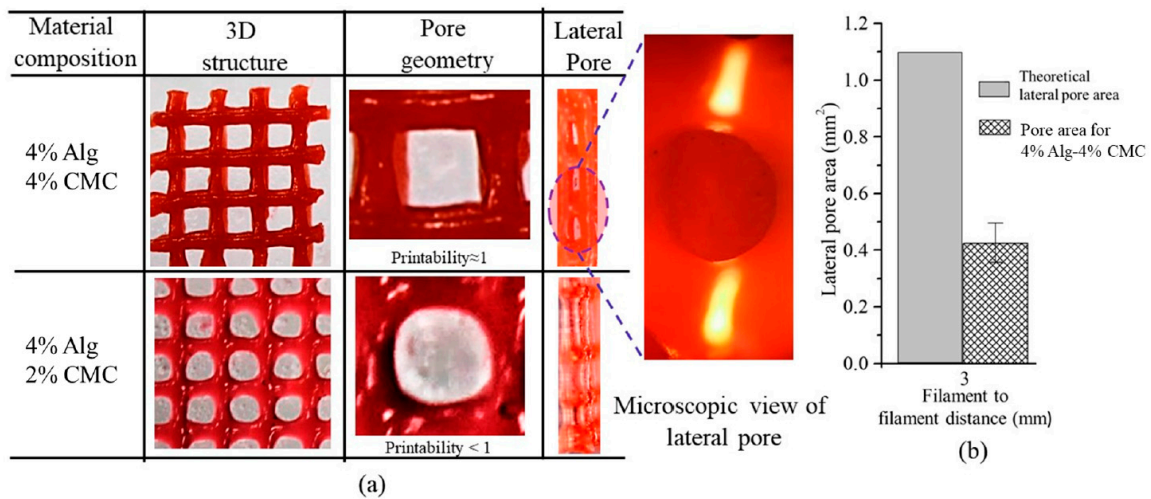 Material
composition
3D
structure
Pore
geometry
Lateral
Pore
4% Alg
4% CMC
Printability≈1
4% Alg
2% CMC
Printability < 1
Microscopic view of
lateral pore
(a)
Lateral pore area (mm²)
1.2
1.0
0.8
0.6
0.4
0.2
0.0
Theoretical
lateral pore area
Pore area for
4% Alg-4% CMC
3
Filament to
filament distance (mm)
(b)